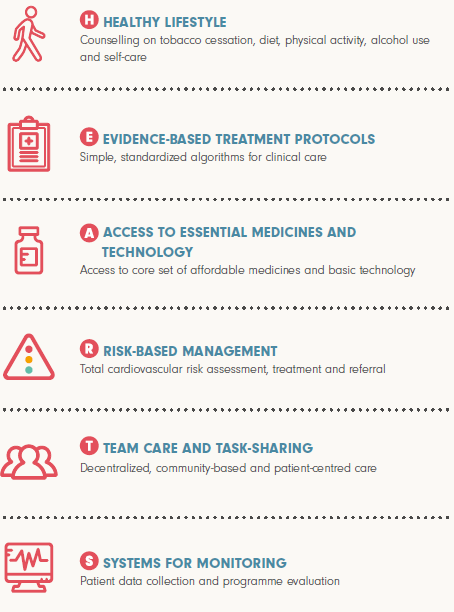 H HEALTHY LIFESTYLE
Counselling on tobacco cessation, diet, physical activity, alcohol use
and self-care
E EVIDENCE-BASED TREATMENT PROTOCOLS
Simple, standardized algorithms for clinical care
A ACCESS TO ESSENTIAL MEDICINES AND
TECHNOLOGY
Access to core set of affordable medicines and basic technology
R RISK-BASED MANAGEMENT
Total cardiovascular risk assessment, treatment and referral
T TEAM CARE AND TASK-SHARING
Decentralized, community-based and patient-centred care
S SYSTEMS FOR MONITORING
Patient data collection and programme evaluation